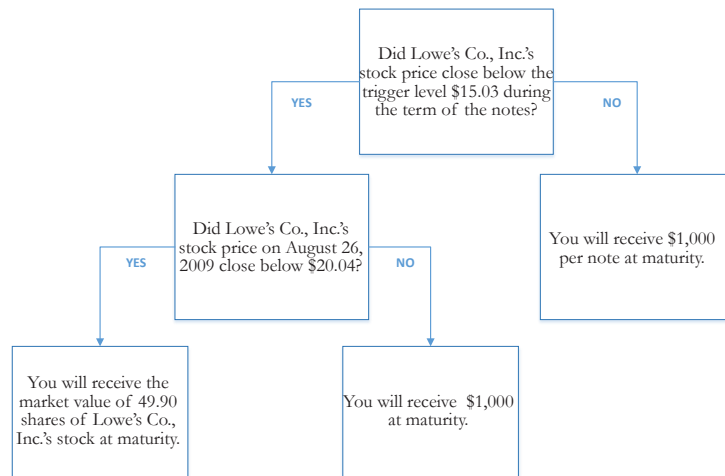 Did Lowe's Co., Inc.'s
stock price close below the
trigger level $15.03 during
the term of the notes?
YES
NO
Did Lowe's Co., Inc.'s
stock price on August 26,
2009 close below $20.04?
You will receive $1,000
per note at maturity.
YES
NO
You will receive the
market value of 49.90
shares of Lowe's Co.,
Inc.'s stock at maturity.
You will receive $1,000
at maturity.